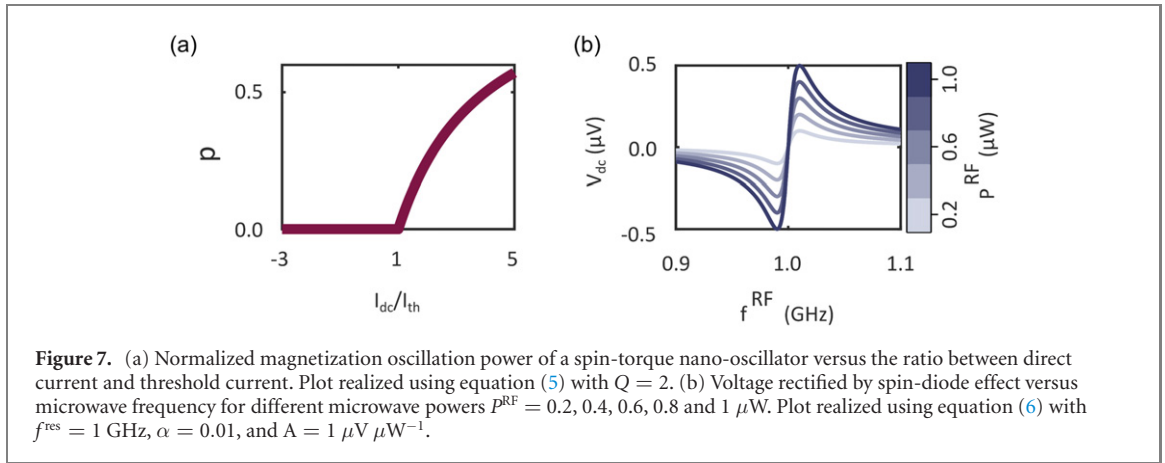 (a)
0.5
p
0.0
-3 1 5
I_dc/I_th
(b)
0.5
V_dc (μV)
0.0
-0.5
0.9 1.0 1.1
f^RF (GHz)
1.0
0.6
0.2
P^RF (μW)
Figure 7. (a) Normalized magnetization oscillation power of a spin-torque nano-oscillator versus the ratio between direct
current and threshold current. Plot realized using equation (5) with Q = 2. (b) Voltage rectified by spin-diode effect versus
microwave frequency for different microwave powers P^RF = 0.2, 0.4, 0.6, 0.8 and 1 μW. Plot realized using equation (6) with
f^res = 1 GHz, α = 0.01, and A = 1 μV μW⁻¹.